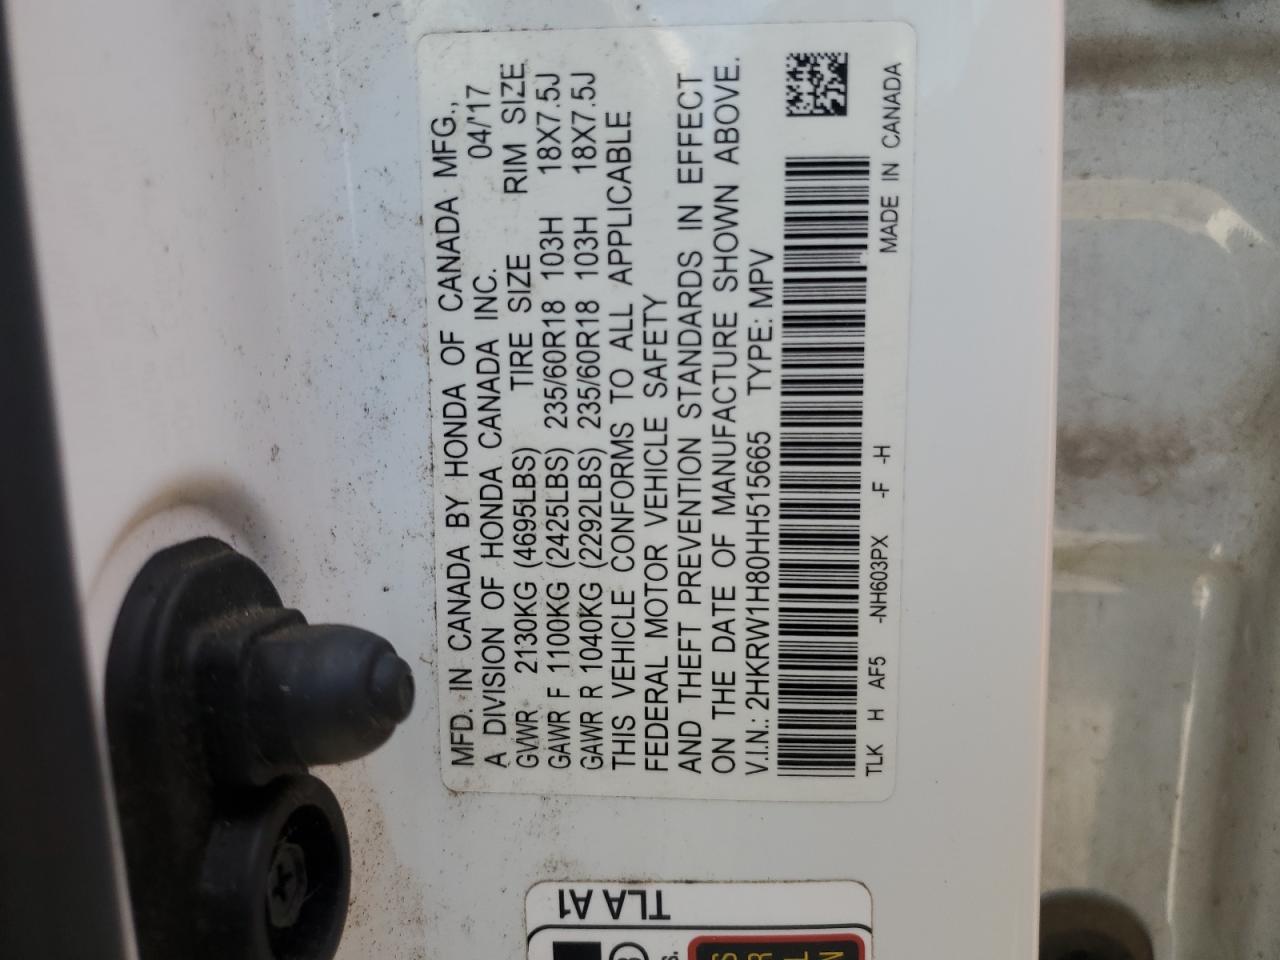 MFD. IN CANADA BY HONDA OF CANADA MFG.,
A DIVISION OF HONDA CANADA INC. 04/'17
GVWR 2130KG (4695LBS) TIRE SIZE RIM SIZE
GAWR F 1100KG (2425LBS) 235/60R18 103H 18X7.5J
GAWR R 1040KG (2292LBS) 235/60R18 103H 18X7.5J
THIS VEHICLE CONFORMS TO ALL APPLICABLE
FEDERAL MOTOR VEHICLE SAFETY
AND THEFT PREVENTION STANDARDS IN EFFECT
ON THE DATE OF MANUFACTURE SHOWN ABOVE.
V.I.N.: 2HKRW1H80HH515665 TYPE: MPV
TLK H AF5 -NH603PX -F -H MADE IN CANADA
TLA A1